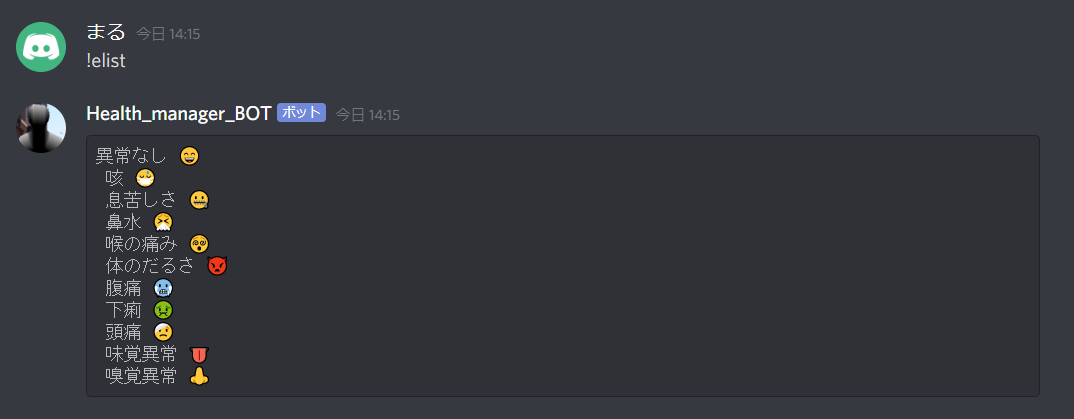 まる 今日 14:15
!elist
Health_manager_BOT ボット 今日 14:15
異常なし 😄
咳 😷
息苦しさ 🤐
鼻水 😤
喉の痛み 😵
体のだるさ 👿
腹痛 🥶
下痢 🤢
頭痛 🤕
味覚異常 👅
嗅覚異常 👃